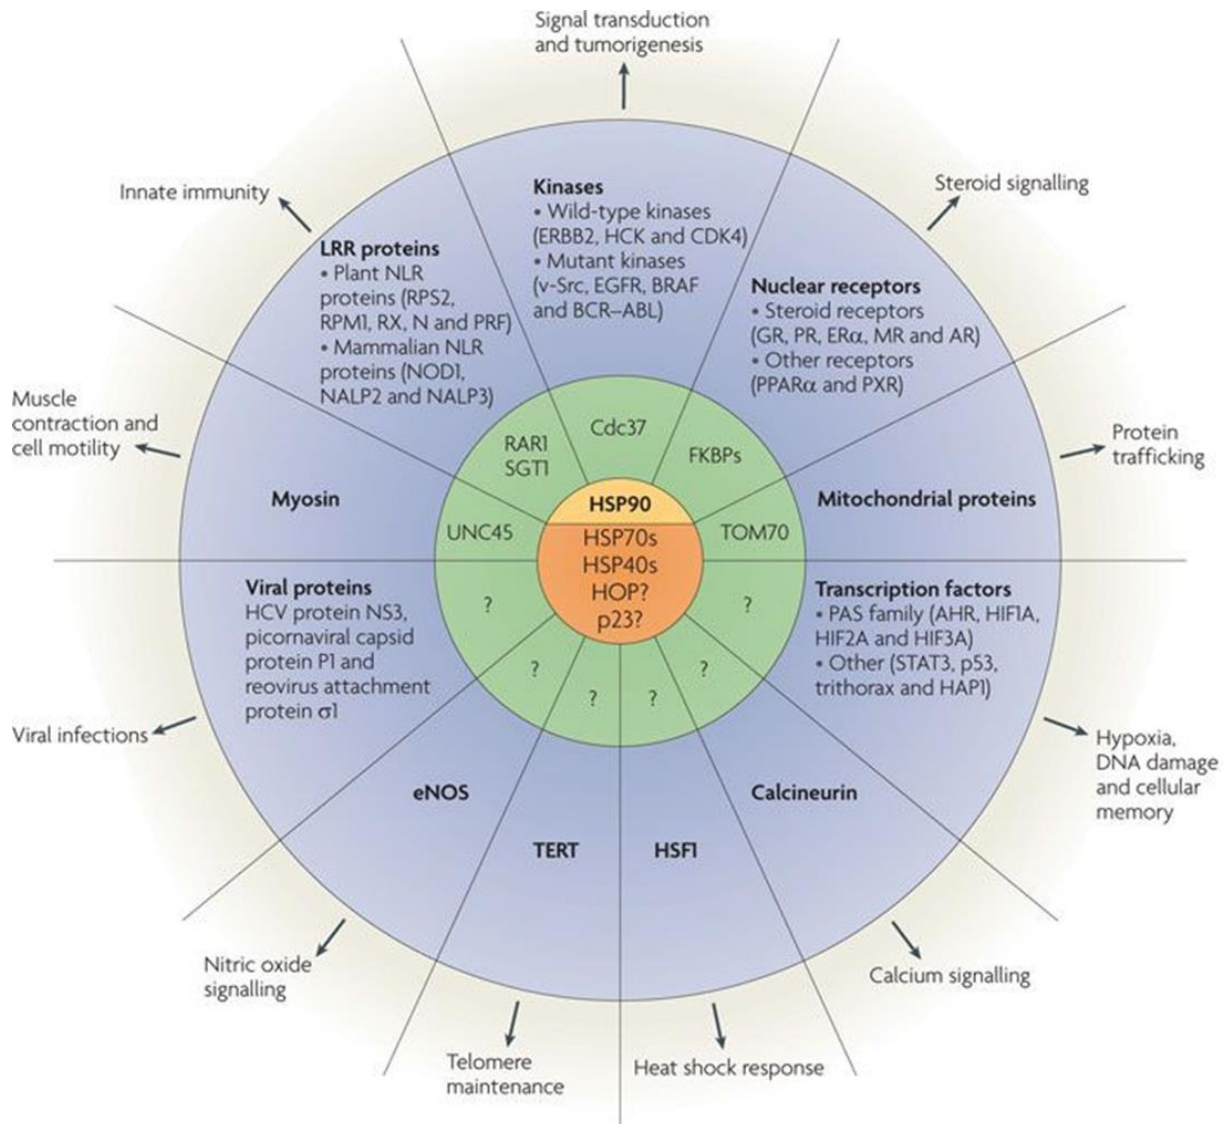 Signal transduction
and tumorigenesis
Innate immunity
Steroid signalling
Kinases
• Wild-type kinases
(ERBB2, HCK and CDK4)
• Mutant kinases
(v-Src, EGFR, BRAF
and BCR–ABL)
LRR proteins
• Plant NLR
proteins (RPS2,
RPM1, RX, N and PRF)
• Mammalian NLR
proteins (NOD1,
NALP2 and NALP3)
Nuclear receptors
• Steroid receptors
(GR, PR, ERα, MR and AR)
• Other receptors
(PPARα and PXR)
Muscle
contraction and
cell motility
Protein
trafficking
RAR1
SGT1
Cdc37
FKBPs
Myosin
UNC45
HSP90
TOM70
Mitochondrial proteins
HSP70s
HSP40s
HOP?
p23?
Viral proteins
HCV protein NS3,
picornaviral capsid
protein P1 and
reovirus attachment
protein σ1
?
?
?
?
?
?
Transcription factors
• PAS family (AHR, HIF1A,
HIF2A and HIF3A)
• Other (STAT3, p53,
trithorax and HAP1)
Viral infections
Hypoxia,
DNA damage
and cellular
memory
eNOS
TERT
HSF1
Calcineurin
Nitric oxide
signalling
Telomere
maintenance
Heat shock response
Calcium signalling